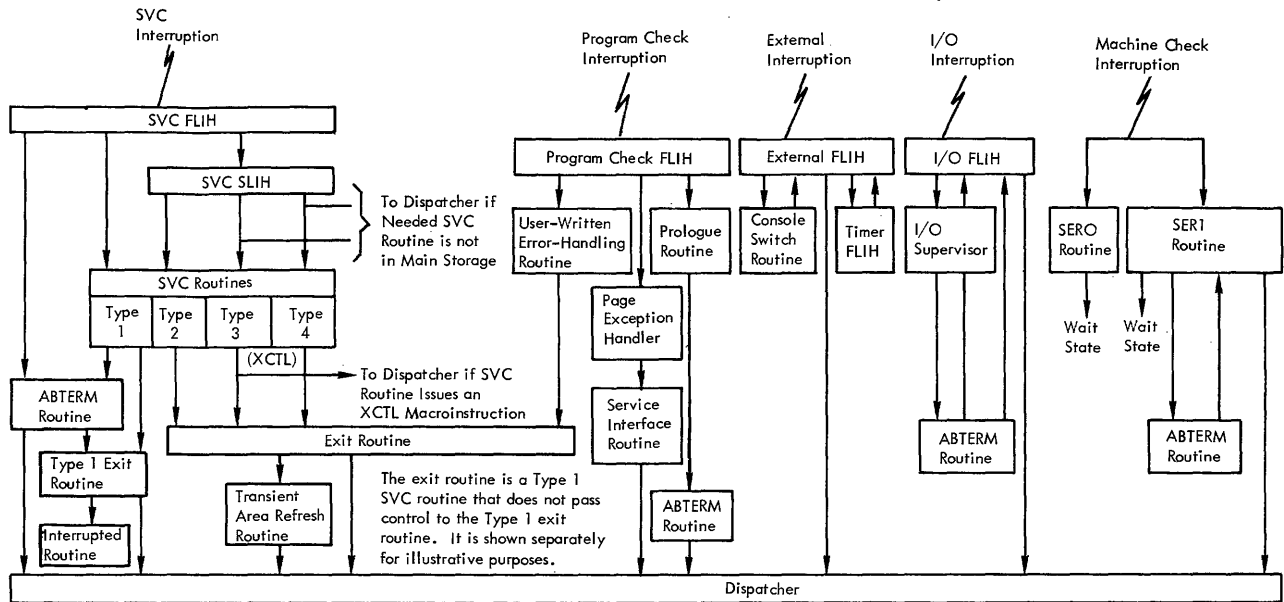 SVC
Interruption
Program Check
Interruption
External
Interruption
I/O
Interruption
Machine Check
Interruption
SVC FLIH
SVC SLIH
To Dispatcher if
Needed SVC
Routine is not
in Main Storage
Program Check FLIH
External FLIH
I/O FLIH
User-Written
Error-Handling
Routine
Prologue
Routine
Console
Switch
Routine
Timer
FLIH
I/O
Supervisor
SER0
Routine
SER1
Routine
SVC Routines
Type
1
Type
2
Type
3
Type
4
(XCTL)
To Dispatcher if SVC
Routine Issues an
XCTL Macroinstruction
Page
Exception
Handler
Wait
State
Wait
State
ABTERM
Routine
Service
Interface
Routine
Exit Routine
ABTERM
Routine
ABTERM
Routine
Type 1 Exit
Routine
Transient
Area Refresh
Routine
The exit routine is a Type 1
SVC routine that does not pass
control to the Type 1 exit
routine. It is shown separately
for illustrative purposes.
ABTERM
Routine
Interrupted
Routine
Dispatcher